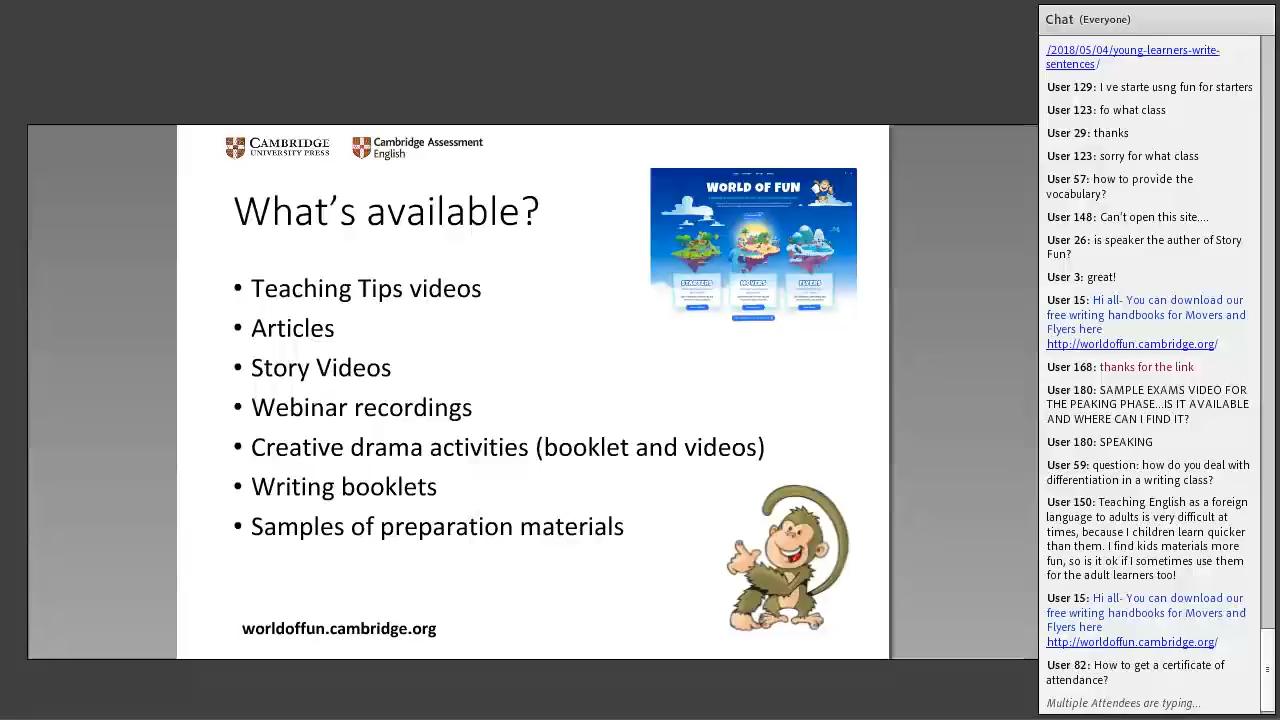 CAMBRIDGE
UNIVERSITY PRESS
Cambridge Assessment
English
What's available?
WORLD OF FUN
STARTERS
MOVERS
FLYERS
• Teaching Tips videos
• Articles
• Story Videos
• Webinar recordings
• Creative drama activities (booklet and videos)
• Writing booklets
• Samples of preparation materials
worldoffun.cambridge.org
Chat (Everyone)
/2018/05/04/young-learners-write-
sentences/
User 129: I ve starte usng fun for starters
User 123: fo what class
User 29: thanks
User 123: sorry for what class
User 57: how to provide the
vocabulary?
User 148: Can't open this site....
User 26: is speaker the auther of Story
Fun?
User 3: great!
User 15: Hi all- You can download our
free writing handbooks for Movers and
Flyers here
http://worldoffun.cambridge.org/
User 168: thanks for the link
User 180: SAMPLE EXAMS VIDEO FOR
THE PEAKING PHASE...IS IT AVAILABLE
AND WHERE CAN I FIND IT?
User 180: SPEAKING
User 59: question: how do you deal with
differentiation in a writing class?
User 150: Teaching English as a foreign
language to adults is very difficult at
times, because I children learn quicker
than them. I find kids materials more
fun, so is it ok if I sometimes use them
for the adult learners too!
User 15: Hi all- You can download our
free writing handbooks for Movers and
Flyers here
http://worldoffun.cambridge.org/
User 82: How to get a certificate of
attendance?
Multiple Attendees are typing...